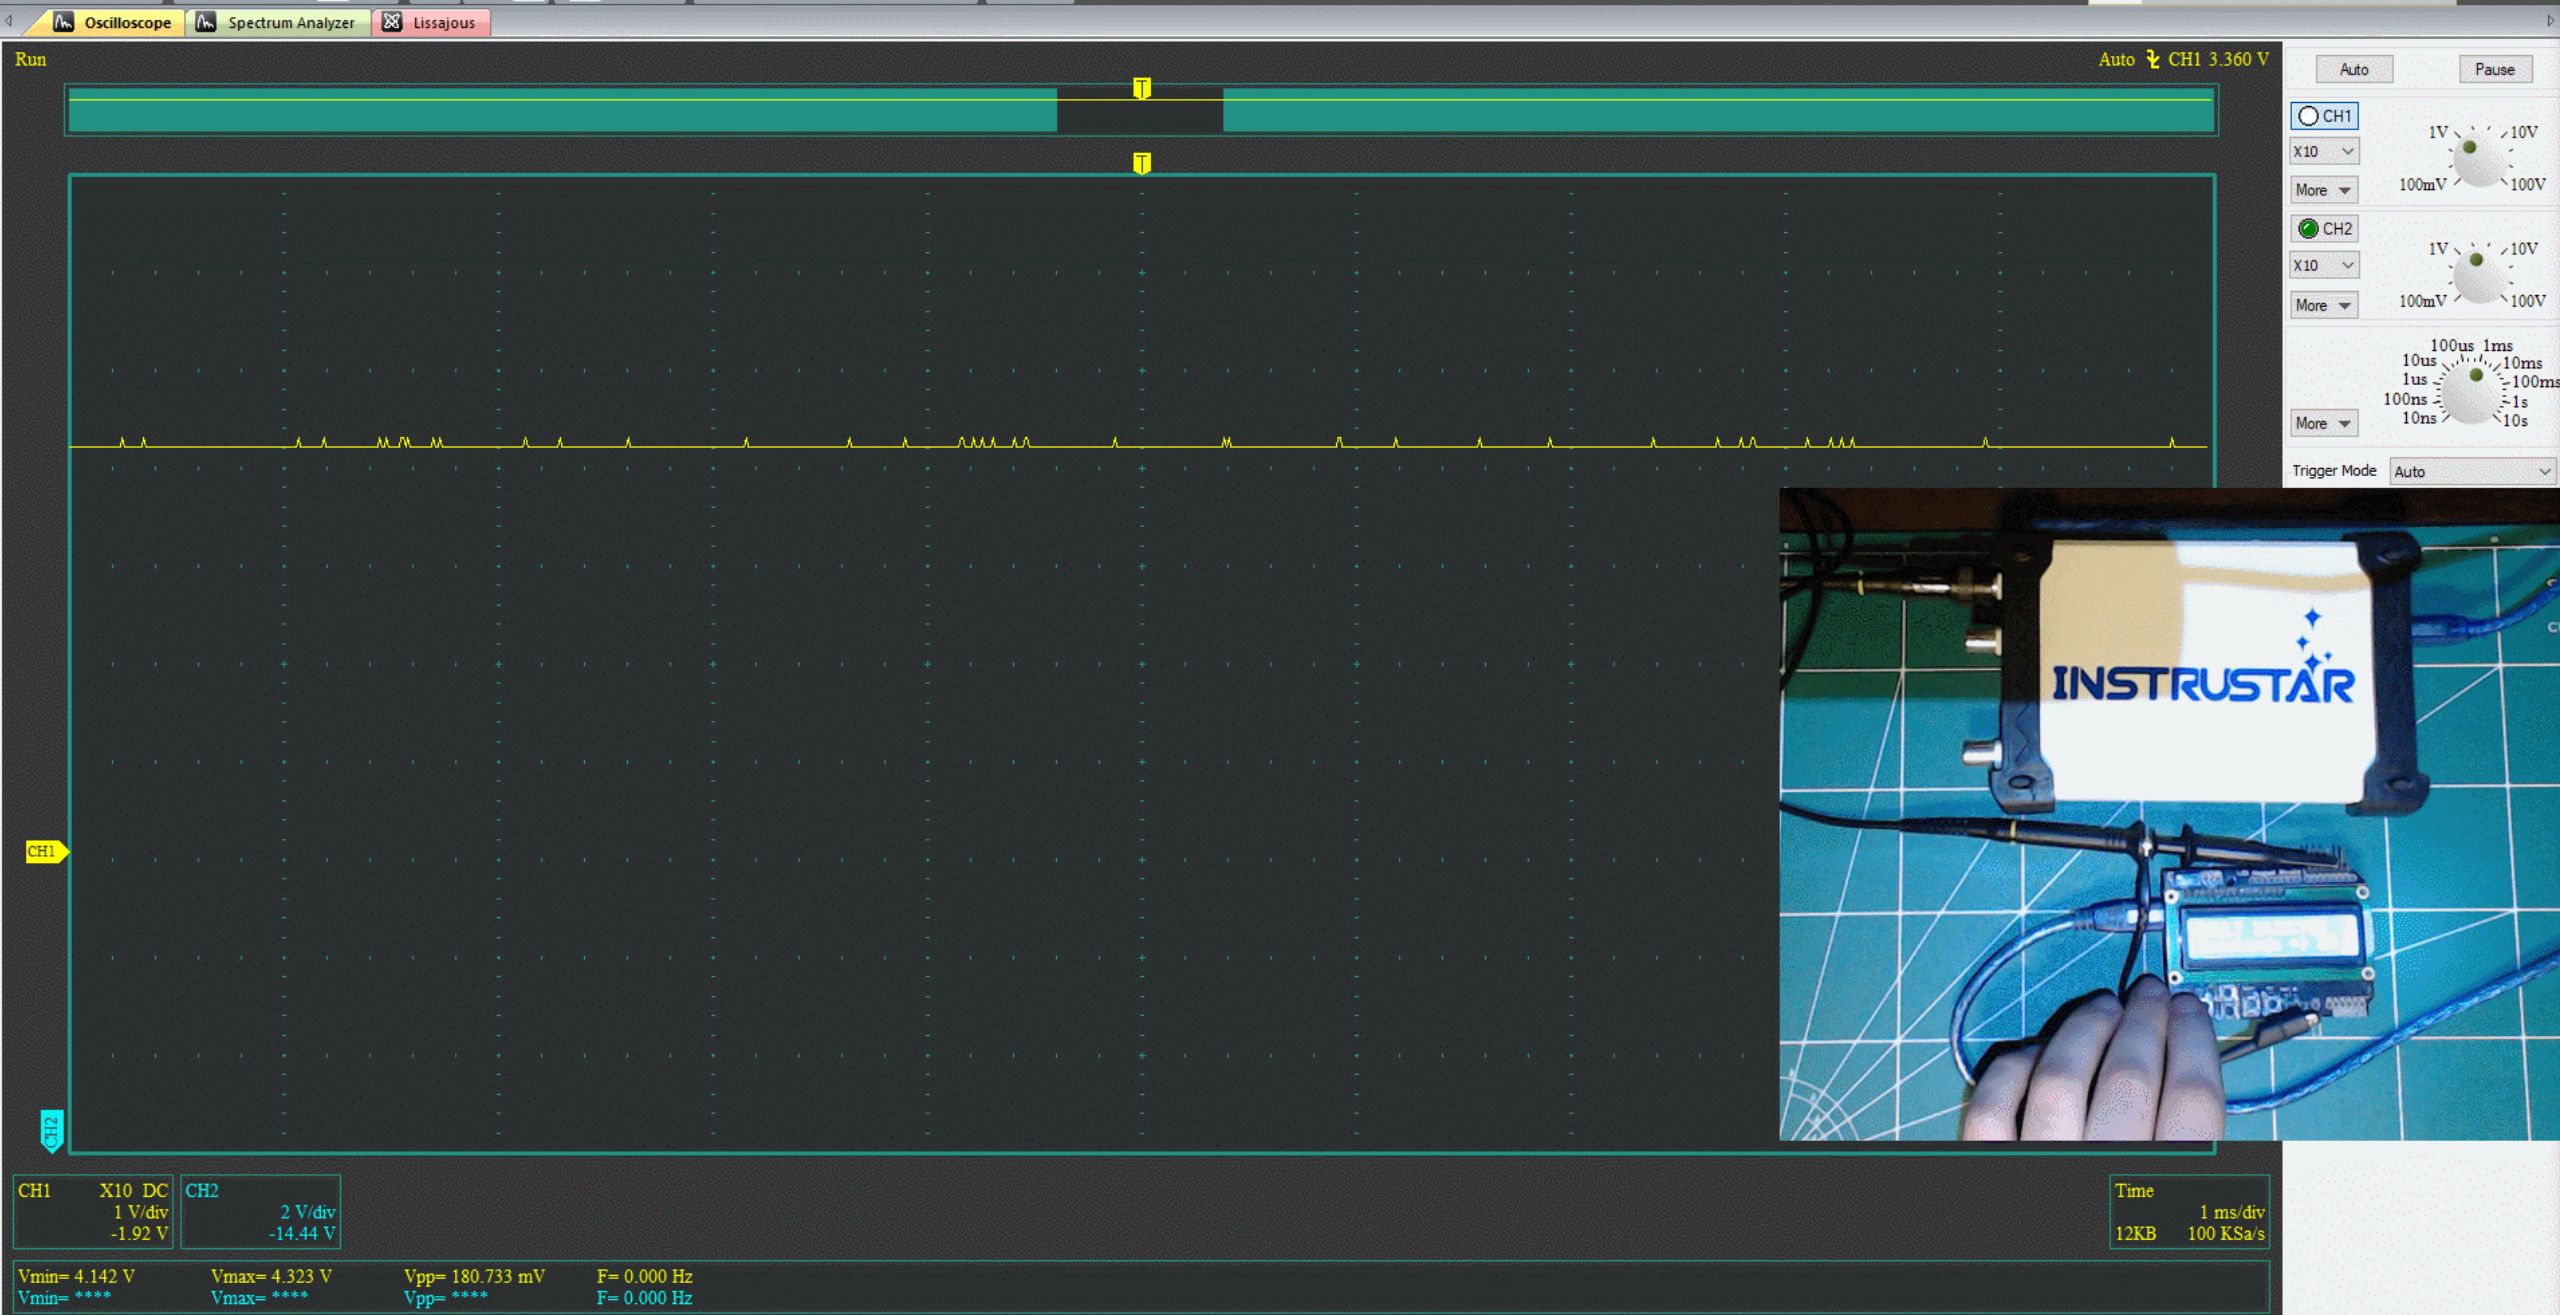 Oscilloscope Spectrum Analyzer Lissajous
Run
Auto CH1 3.360 V
T
T
Auto Pause
CH1
1V 10V
X10
100mV 100V
More
CH2
1V 10V
X10
100mV 100V
More
100us 1ms
10us 10ms
1us 100ms
100ns 1s
10ns 10s
More
Trigger Mode Auto
INSTRUSTAR
CH1
CH2
CH1 X10 DC
1 V/div
-1.92 V
CH2
2 V/div
-14.44 V
Time
1 ms/div
12KB 100 KSa/s
Vmin= 4.142 V Vmax= 4.323 V Vpp= 180.733 mV F= 0.000 Hz
Vmin= **** Vmax= **** Vpp= **** F= 0.000 Hz